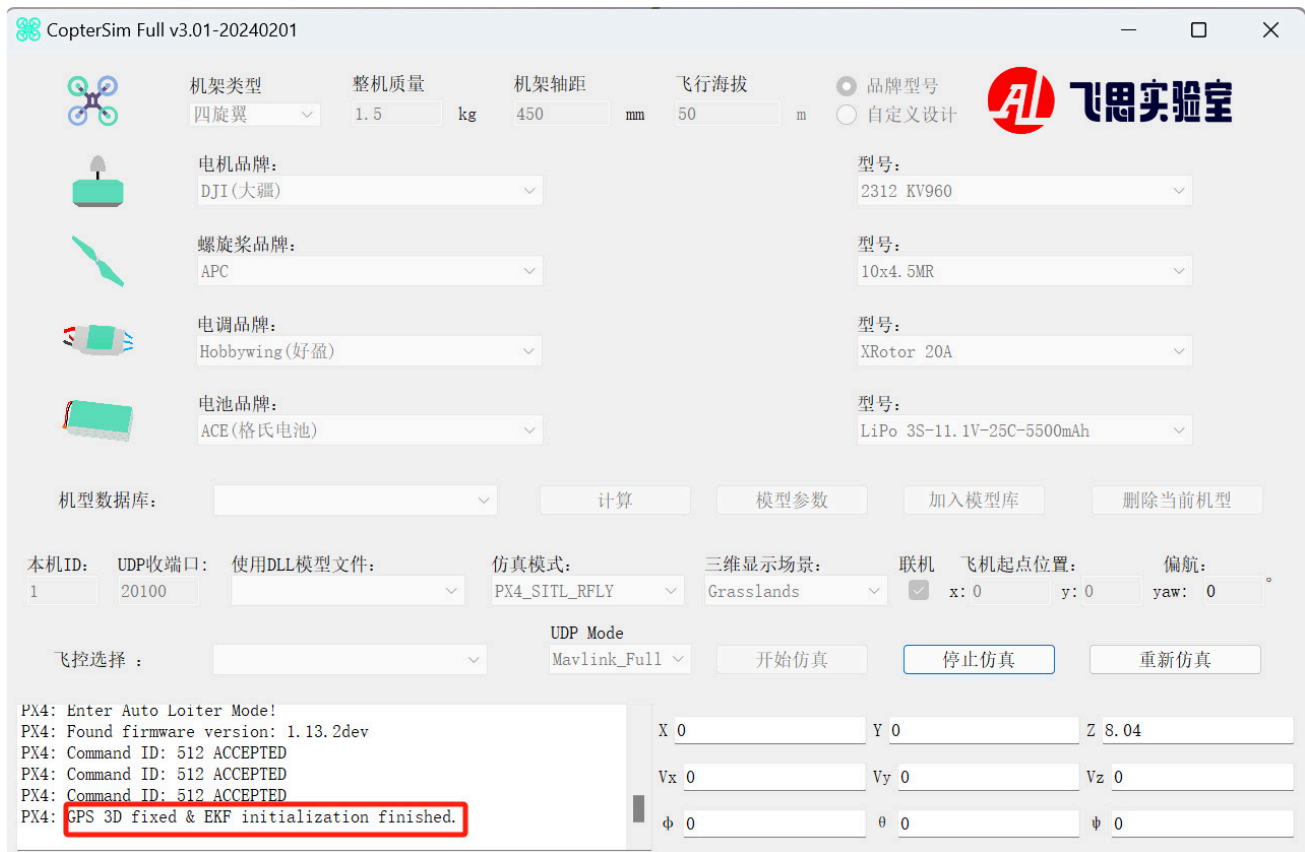 CopterSim Full v3.01-20240201
机架类型 整机质量 机架轴距 飞行海拔 品牌型号
四旋翼 1.5 kg 450 mm 50 m 自定义设计 飞思实验室
电机品牌： 型号：
DJI(大疆) 2312 KV960
螺旋桨品牌： 型号：
APC 10x4.5MR
电调品牌： 型号：
Hobbywing(好盈) XRotor 20A
电池品牌： 型号：
ACE(格氏电池) LiPo 3S-11.1V-25C-5500mAh
机型数据库： 计算 模型参数 加入模型库 删除当前机型
本机ID： UDP收端口： 使用DLL模型文件： 仿真模式： 三维显示场景： 联机 飞机起点位置： 偏航：
1 20100 PX4_SITL_RFLY Grasslands x: 0 y: 0 yaw: 0 °
UDP Mode
飞控选择 ： Mavlink_Full 开始仿真 停止仿真 重新仿真
PX4: Enter Auto Loiter Mode!
PX4: Found firmware version: 1.13.2dev
PX4: Command ID: 512 ACCEPTED
PX4: Command ID: 512 ACCEPTED
PX4: Command ID: 512 ACCEPTED
PX4: GPS 3D fixed & EKF initialization finished.
X 0 Y 0 Z 8.04
Vx 0 Vy 0 Vz 0
ϕ 0 θ 0 ψ 0